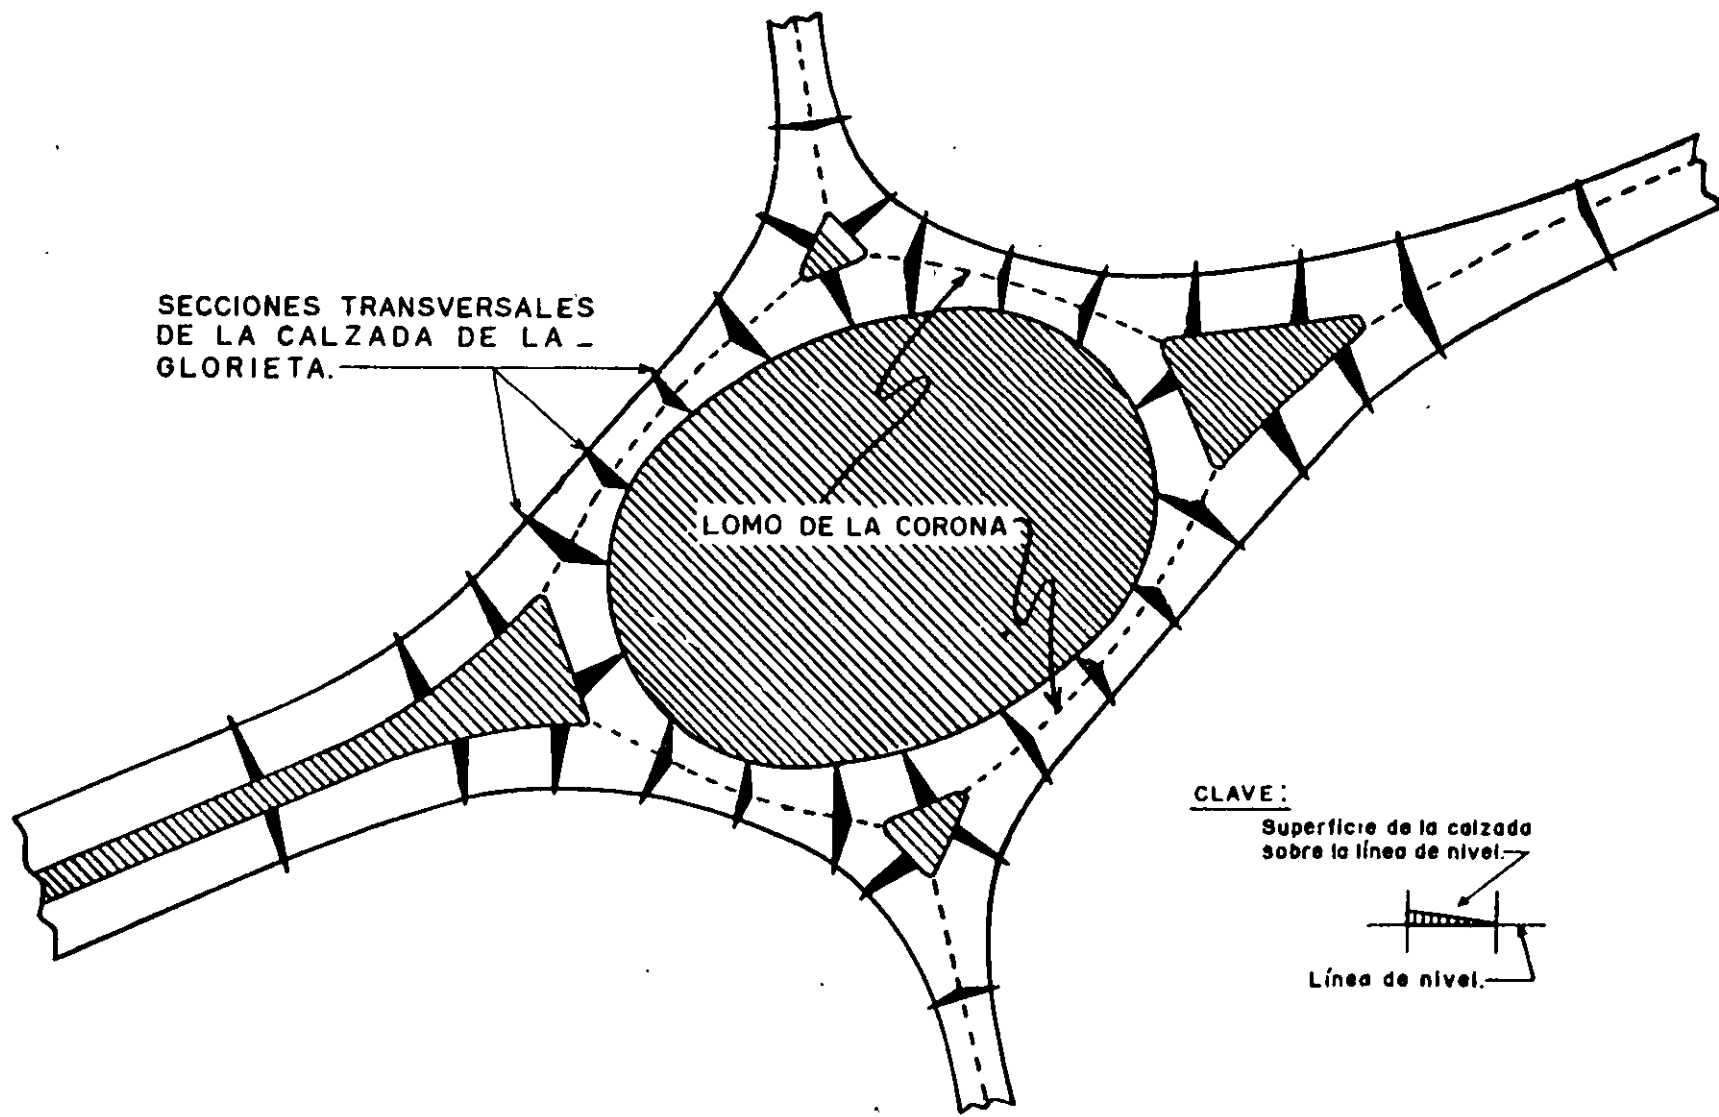 SECCIONES TRANSVERSALES
DE LA CALZADA DE LA _
GLORIETA.
LOMO DE LA CORONA
CLAVE:
Superficie de la calzada
sobre la línea de nivel.
Línea de nivel.